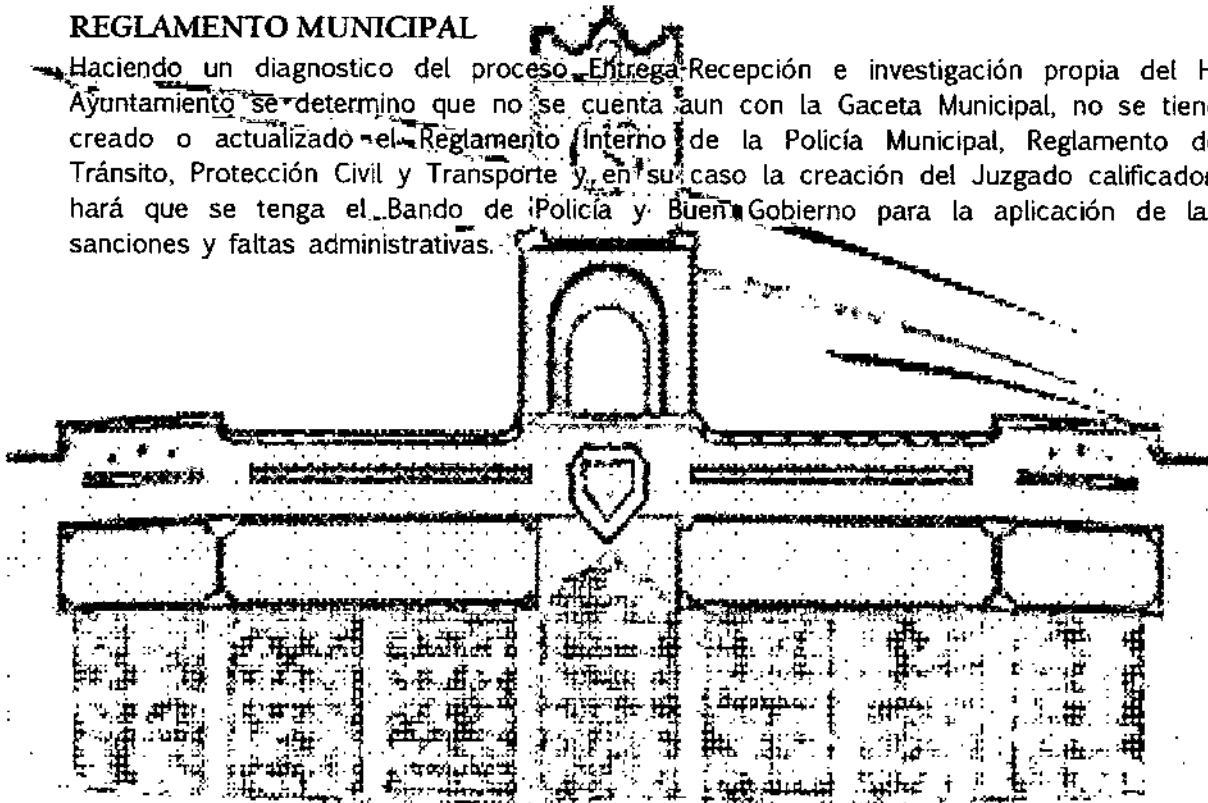 REGLAMENTO MUNICIPAL
Haciendo un diagnostico del proceso Entrega-Recepción e investigación propia del H
Ayuntamiento se determino que no se cuenta aun con la Gaceta Municipal, no se tien
creado o actualizado el Reglamento Interno de la Policía Municipal, Reglamento d
Tránsito, Protección Civil y Transporte y en su caso la creación del Juzgado calificador
hará que se tenga el Bando de Policía y Buen Gobierno para la aplicación de la
sanciones y faltas administrativas.